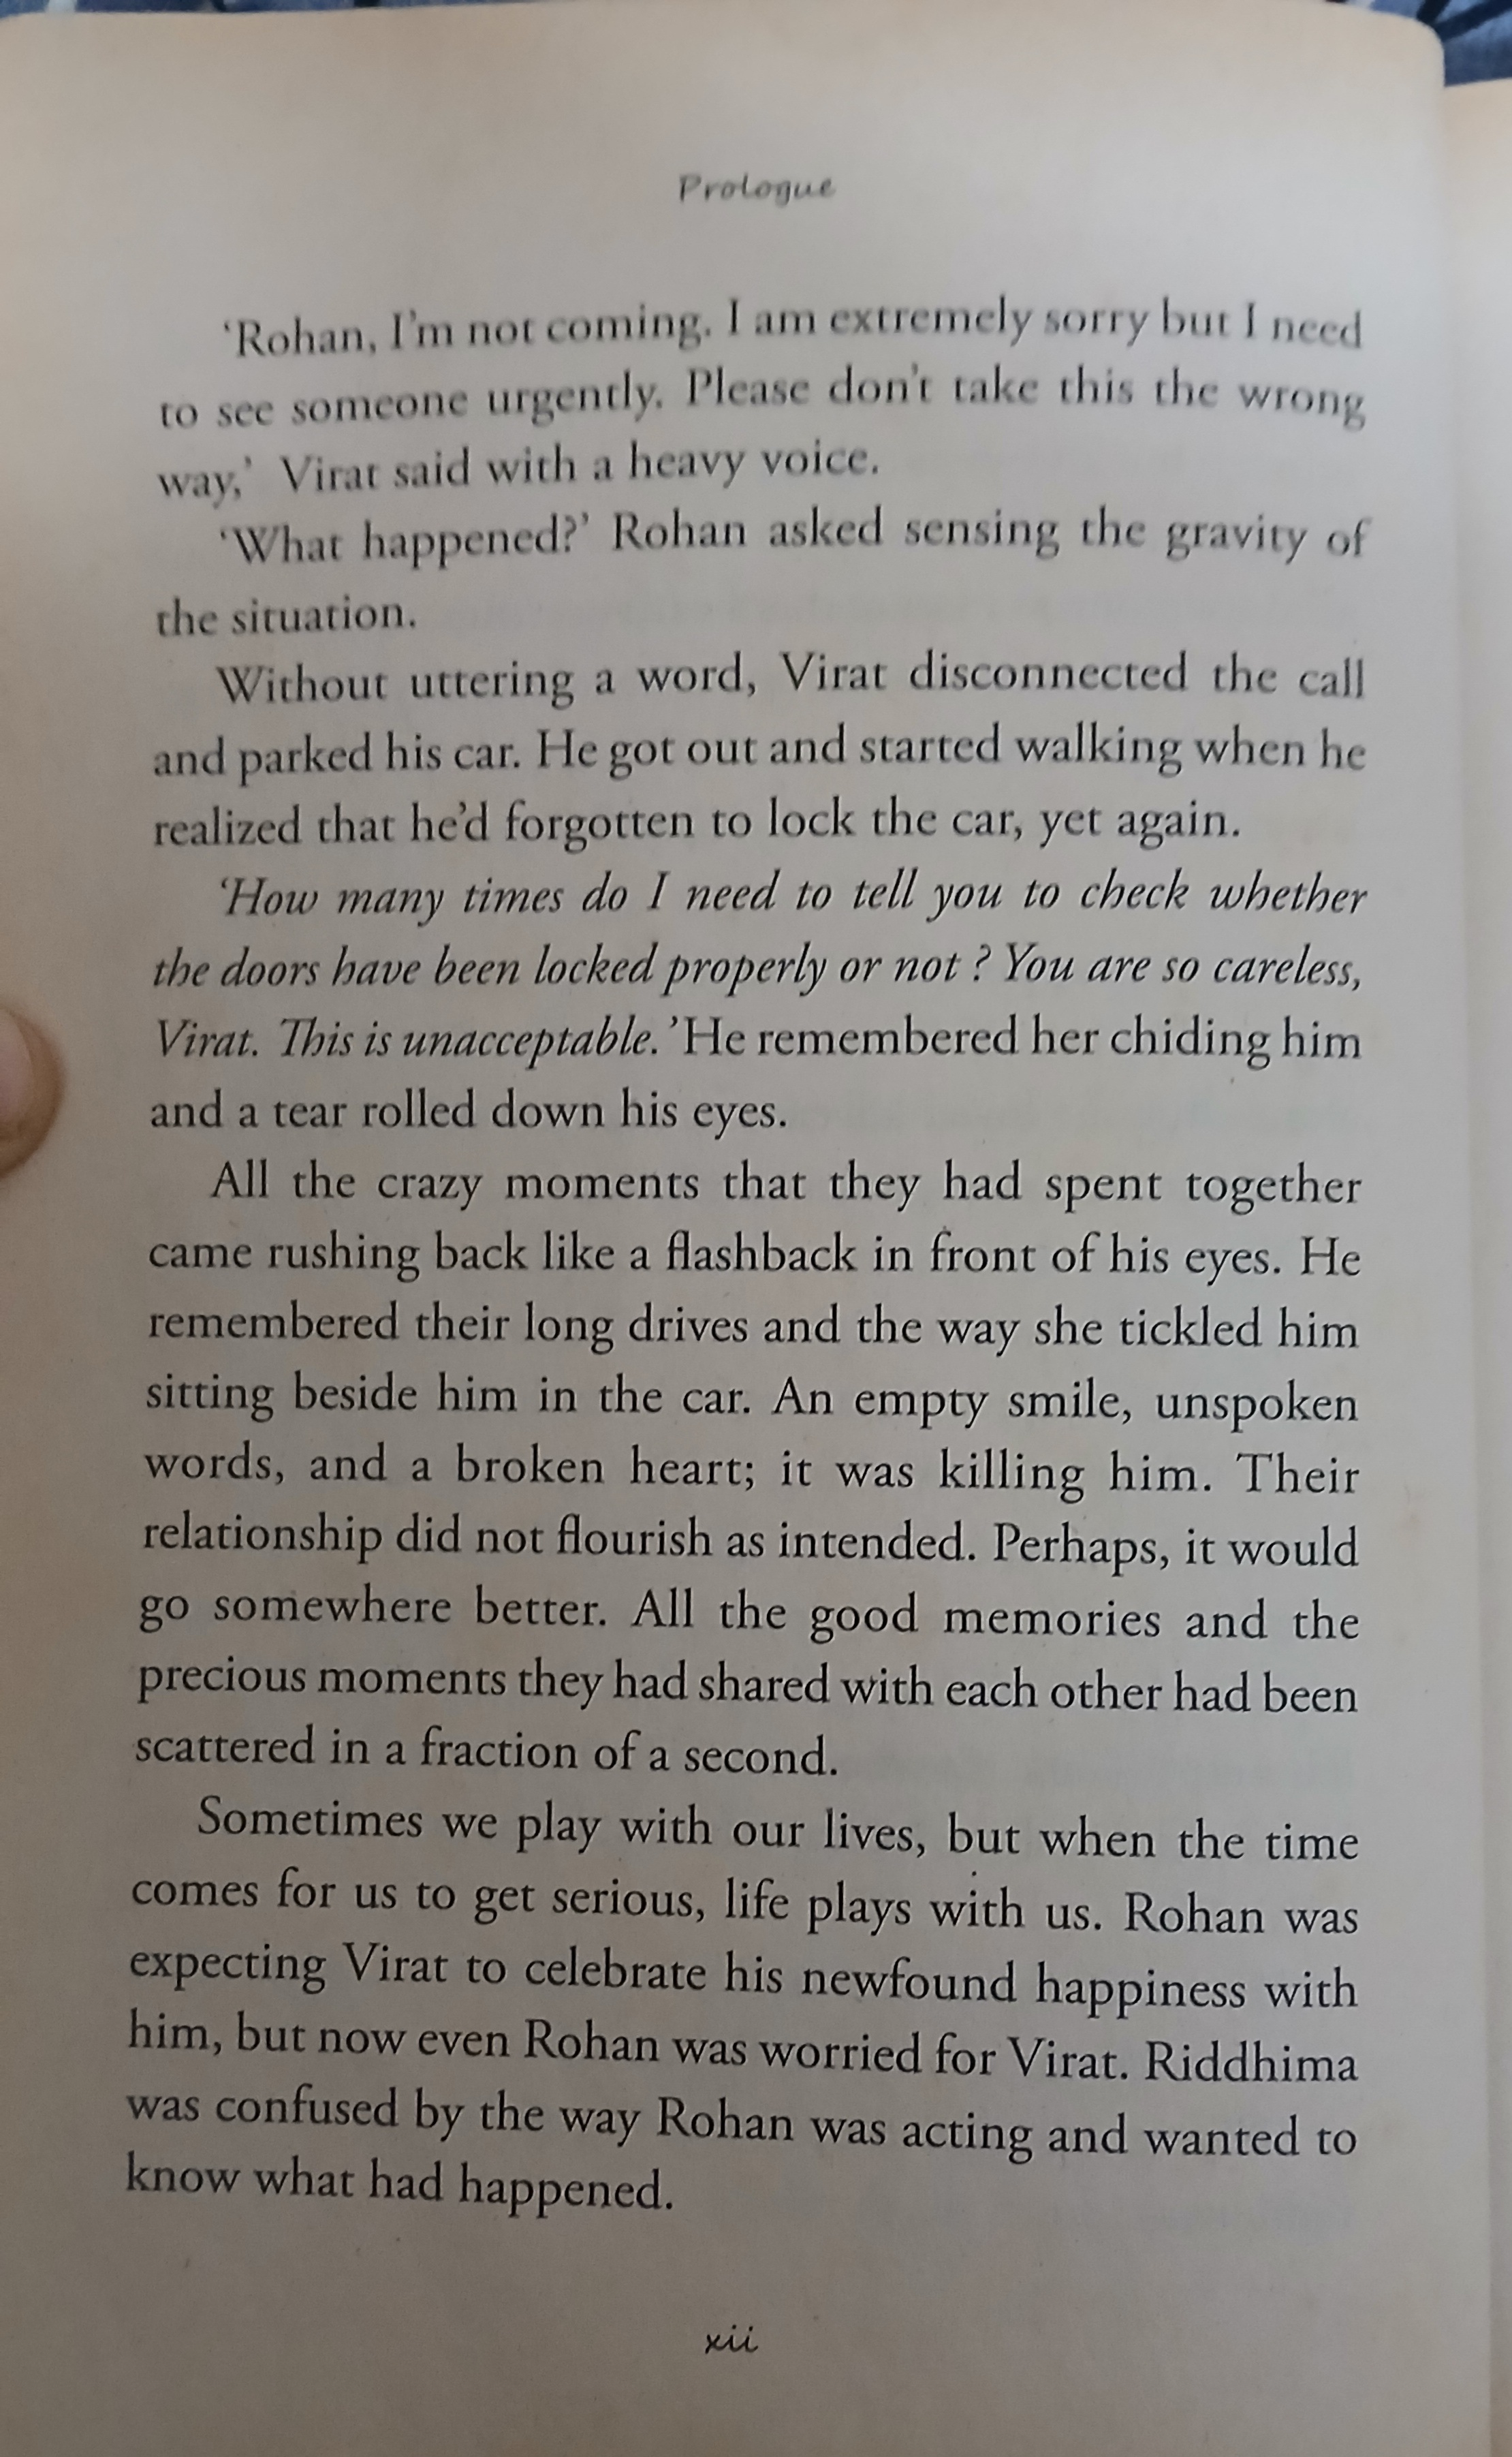 Prologue
‘Rohan, I’m not coming. I am extremely sorry but I need
to see someone urgently. Please don’t take this the wrong
way,’ Virat said with a heavy voice.
‘What happened?’ Rohan asked sensing the gravity of
the situation.
Without uttering a word, Virat disconnected the call
and parked his car. He got out and started walking when he
realized that he’d forgotten to lock the car, yet again.
‘How many times do I need to tell you to check whether
the doors have been locked properly or not ? You are so careless,
Virat. This is unacceptable.’ He remembered her chiding him
and a tear rolled down his eyes.
All the crazy moments that they had spent together
came rushing back like a flashback in front of his eyes. He
remembered their long drives and the way she tickled him
sitting beside him in the car. An empty smile, unspoken
words, and a broken heart; it was killing him. Their
relationship did not flourish as intended. Perhaps, it would
go somewhere better. All the good memories and the
precious moments they had shared with each other had been
scattered in a fraction of a second.
Sometimes we play with our lives, but when the time
comes for us to get serious, life plays with us. Rohan was
expecting Virat to celebrate his newfound happiness with
him, but now even Rohan was worried for Virat. Riddhima
was confused by the way Rohan was acting and wanted to
know what had happened.
xii